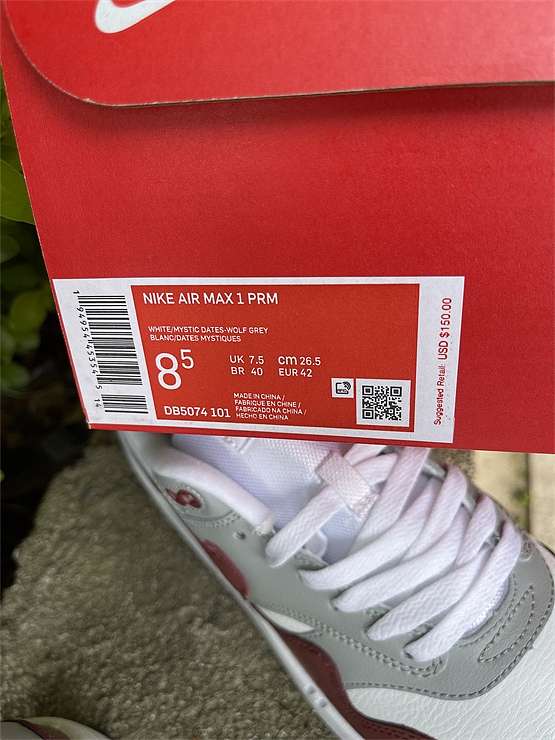 NIKE AIR MAX 1 PRM
WHITE/MYSTIC DATES-WOLF GREY
BLANC/DATES MYSTIQUES
8 5
UK 7.5 cm 26.5
BR 40 EUR 42
MADE IN CHINA /
FABRIQUE EN CHINE /
FABRICADO NA CHINA /
HECHO EN CHINA
DB5074 101
Suggested Retail: USD $150.00